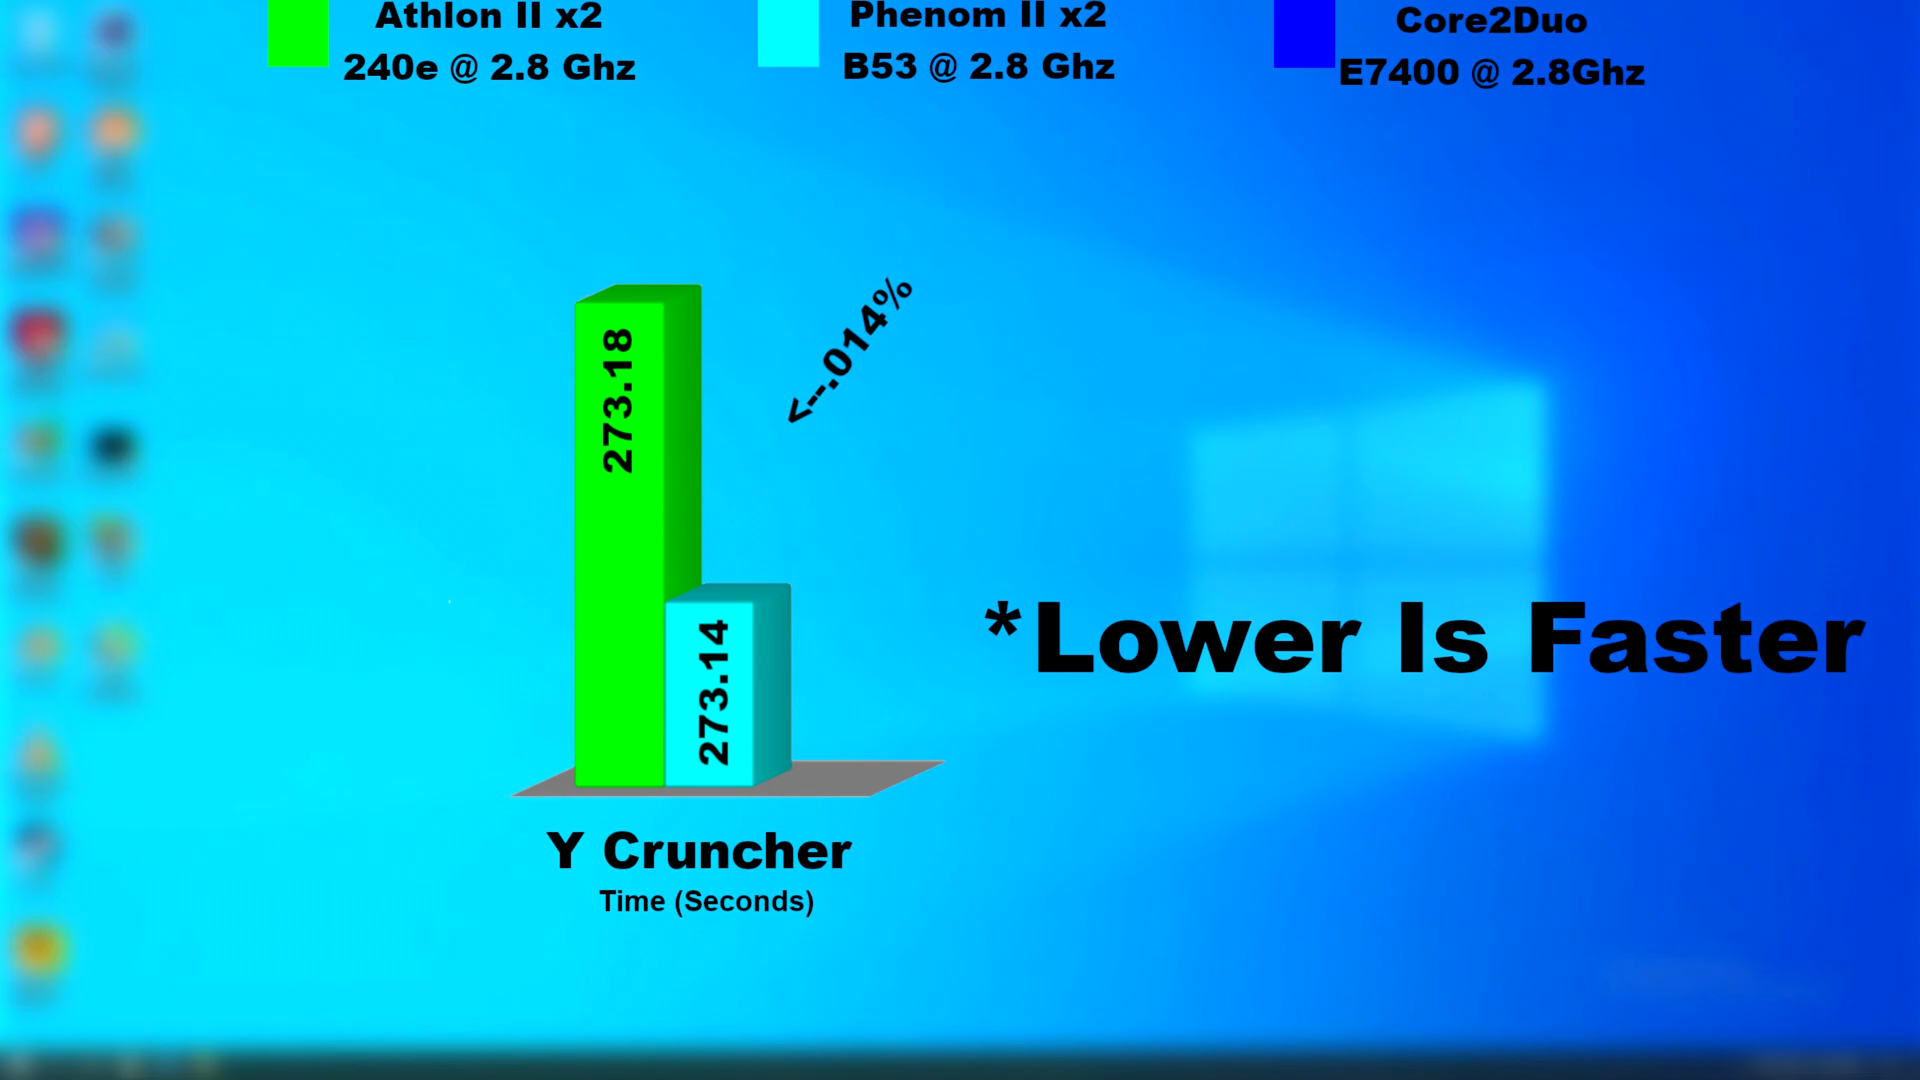 Athlon II x2
240e @ 2.8 Ghz
Phenom II x2
B53 @ 2.8 Ghz
Core2Duo
E7400 @ 2.8Ghz
<--.014%
273.18
273.14
*Lower Is Faster
Y Cruncher
Time (Seconds)